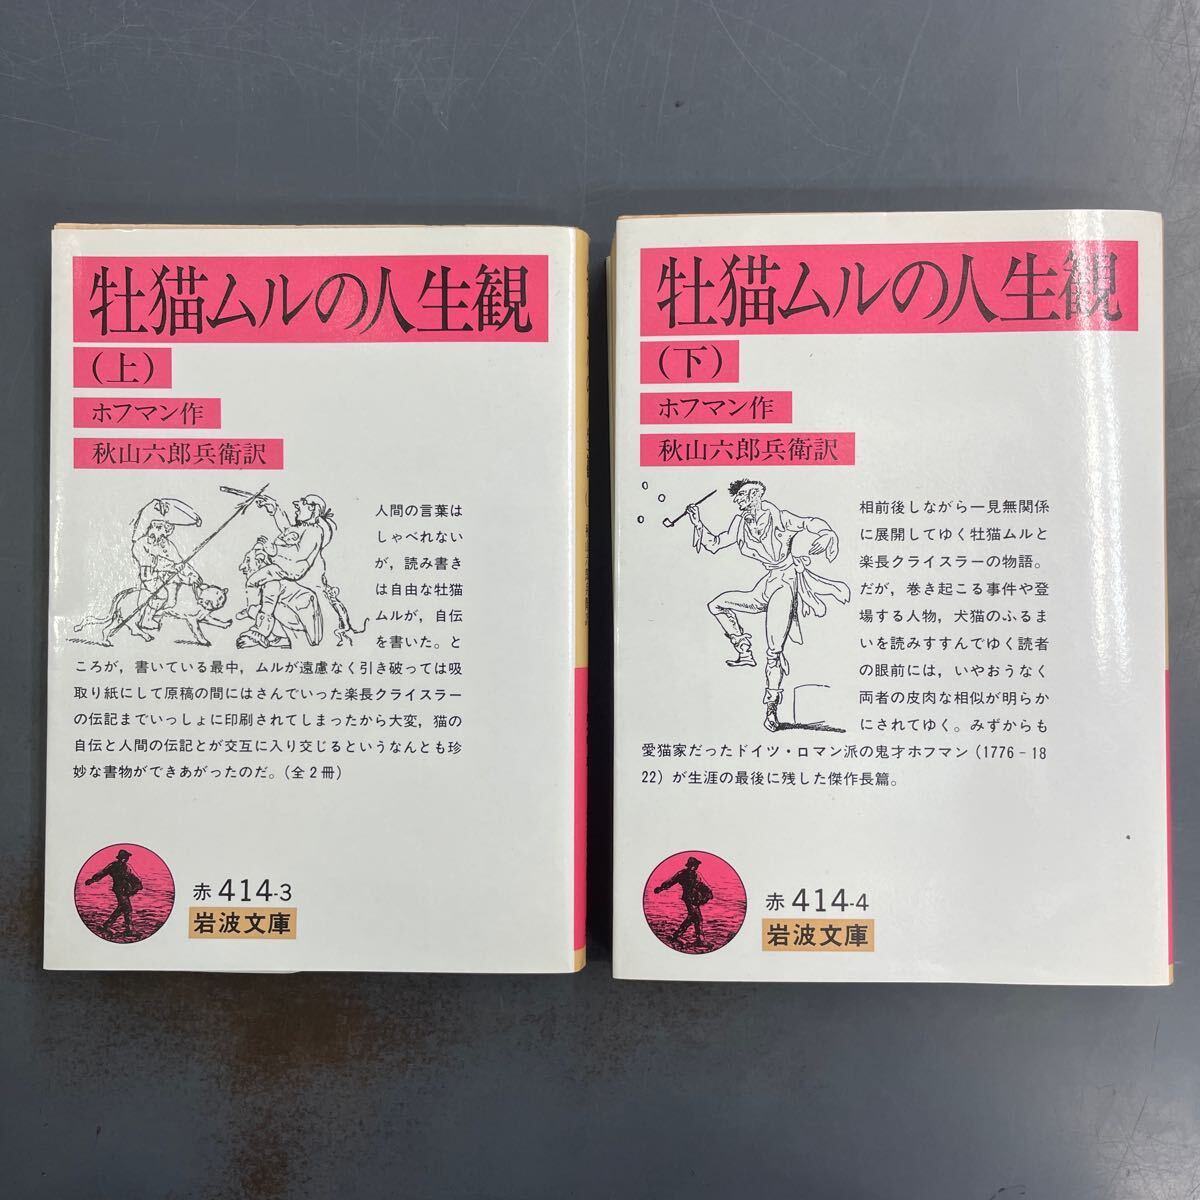 牡猫ムルの人生観
(上)
ホフマン作
秋山六郎兵衛訳
人間の言葉は
しゃべれない
が，読み書き
は自由な牡猫
ムルが，自伝
を書いた。と
ころが，書いている最中，ムルが遠慮なく引き破っては吸
取り紙にして原稿の間にはさんでいった楽長クライスラー
の伝記までいっしょに印刷されてしまったから大変，猫の
自伝と人間の伝記とが交互に入り交じるというなんとも珍
妙な書物ができあがったのだ。(全2冊)
赤 414-3
岩波文庫
牡猫ムルの人生観
(下)
ホフマン作
秋山六郎兵衛訳
相前後しながら一見無関係
に展開してゆく牡猫ムルと
楽長クライスラーの物語。
だが，巻き起こる事件や登
場する人物，犬猫のふるま
いを読みすすんでゆく読者
の眼前には，いやおうなく
両者の皮肉な相似が明らか
にされてゆく。みずからも
愛猫家だったドイツ・ロマン派の鬼才ホフマン(1776－18
22)が生涯の最後に残した傑作長篇。
赤 414-4
岩波文庫